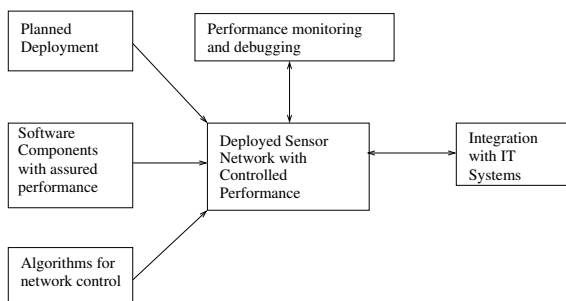 Planned
Deployment
Performance monitoring
and debugging
Software
Components
with assured
performance
Deployed Sensor
Network with
Controlled
Performance
Integration
with IT
Systems
Algorithms for
network control